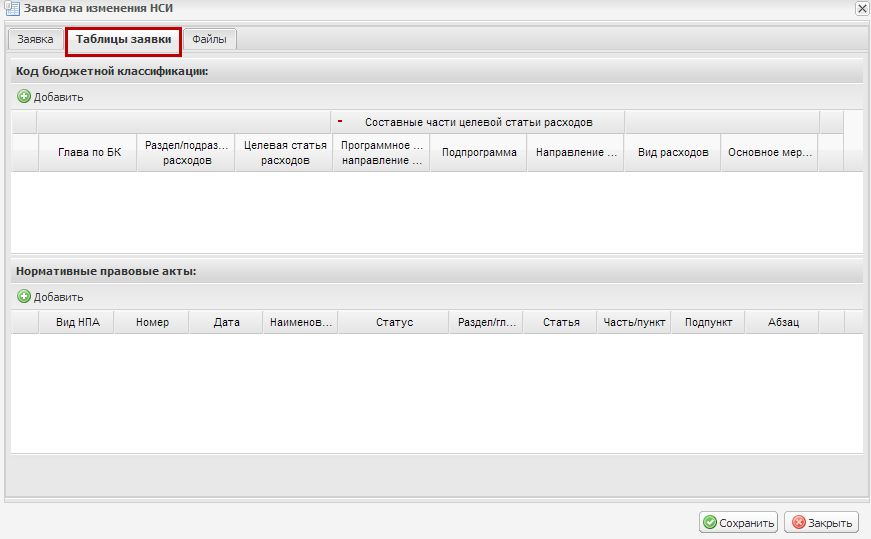 Заявка на изменения НСИ
Заявка Таблицы заявки Файлы
Код бюджетной классификации:
Добавить
- Составные части целевой статьи расходов
Глава по БК Раздел/подраз... расходов Целевая статья расходов Программное ... направление ... Подпрограмма Направление ... Вид расходов Основное мер...
Нормативные правовые акты:
Добавить
Вид НПА Номер Дата Наименов... Статус Раздел/гл... Статья Часть/пункт Подпункт Абзац
Сохранить Закрыть